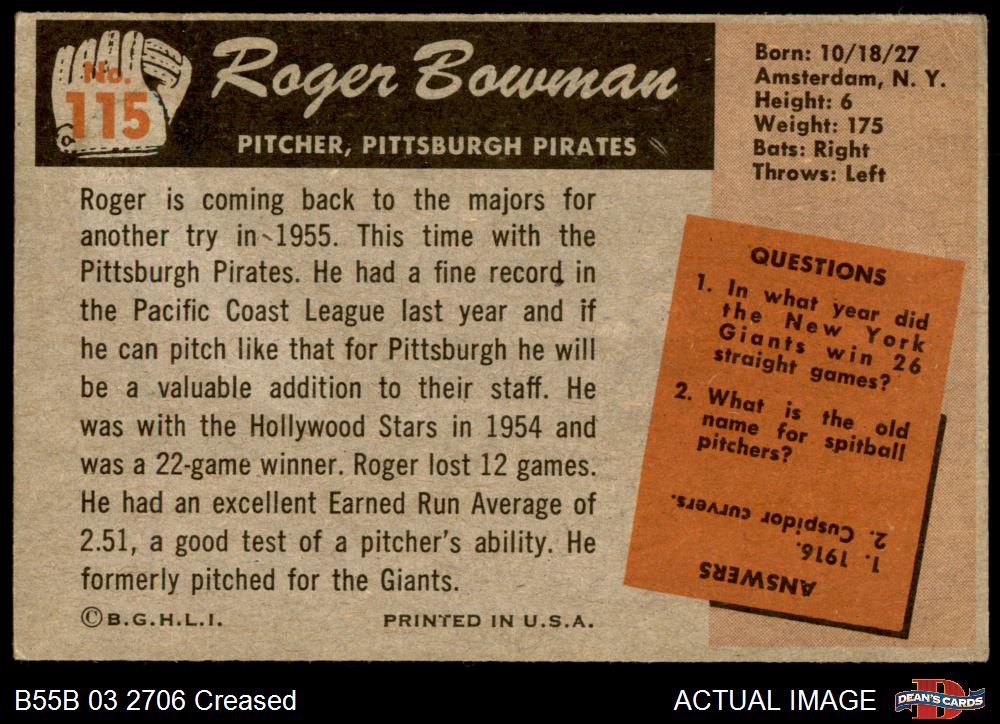 No.
115
Roger Bowman
PITCHER, PITTSBURGH PIRATES
Born: 10/18/27
Amsterdam, N. Y.
Height: 6
Weight: 175
Bats: Right
Throws: Left
Roger is coming back to the majors for
another try in 1955. This time with the
Pittsburgh Pirates. He had a fine record in
the Pacific Coast League last year and if
he can pitch like that for Pittsburgh he will
be a valuable addition to their staff. He
was with the Hollywood Stars in 1954 and
was a 22-game winner. Roger lost 12 games.
He had an excellent Earned Run Average of
2.51, a good test of a pitcher's ability. He
formerly pitched for the Giants.
©B.G.H.L.I.
PRINTED IN U.S.A.
QUESTIONS
1. In what year did
the New York
Giants win 26
straight games?
2. What is the old
name for spitball
pitchers?
ANSWERS
1. 1916.
2. Cuspidor curvers.
B55B 03 2706 Creased
ACTUAL IMAGE
D
DEAN'S CARDS